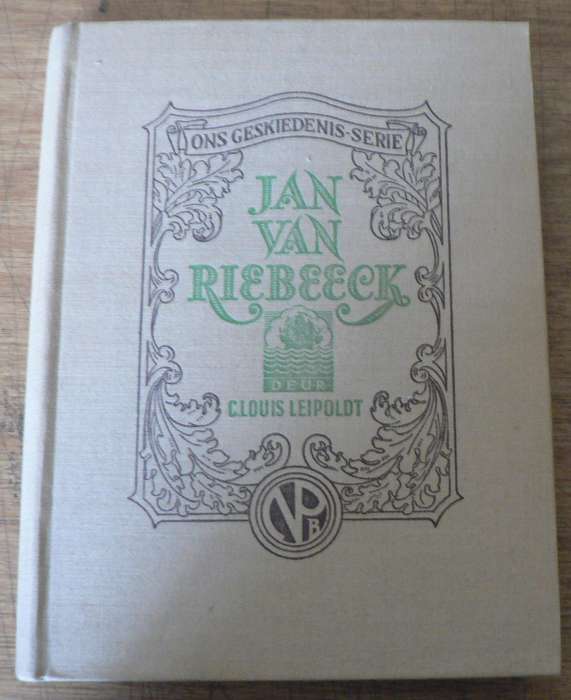 ONS GESKIEDENIS-SERIE
JAN
VAN
RIEBEECK
DEUR
C. LOUIS LEIPOLDT
NPB